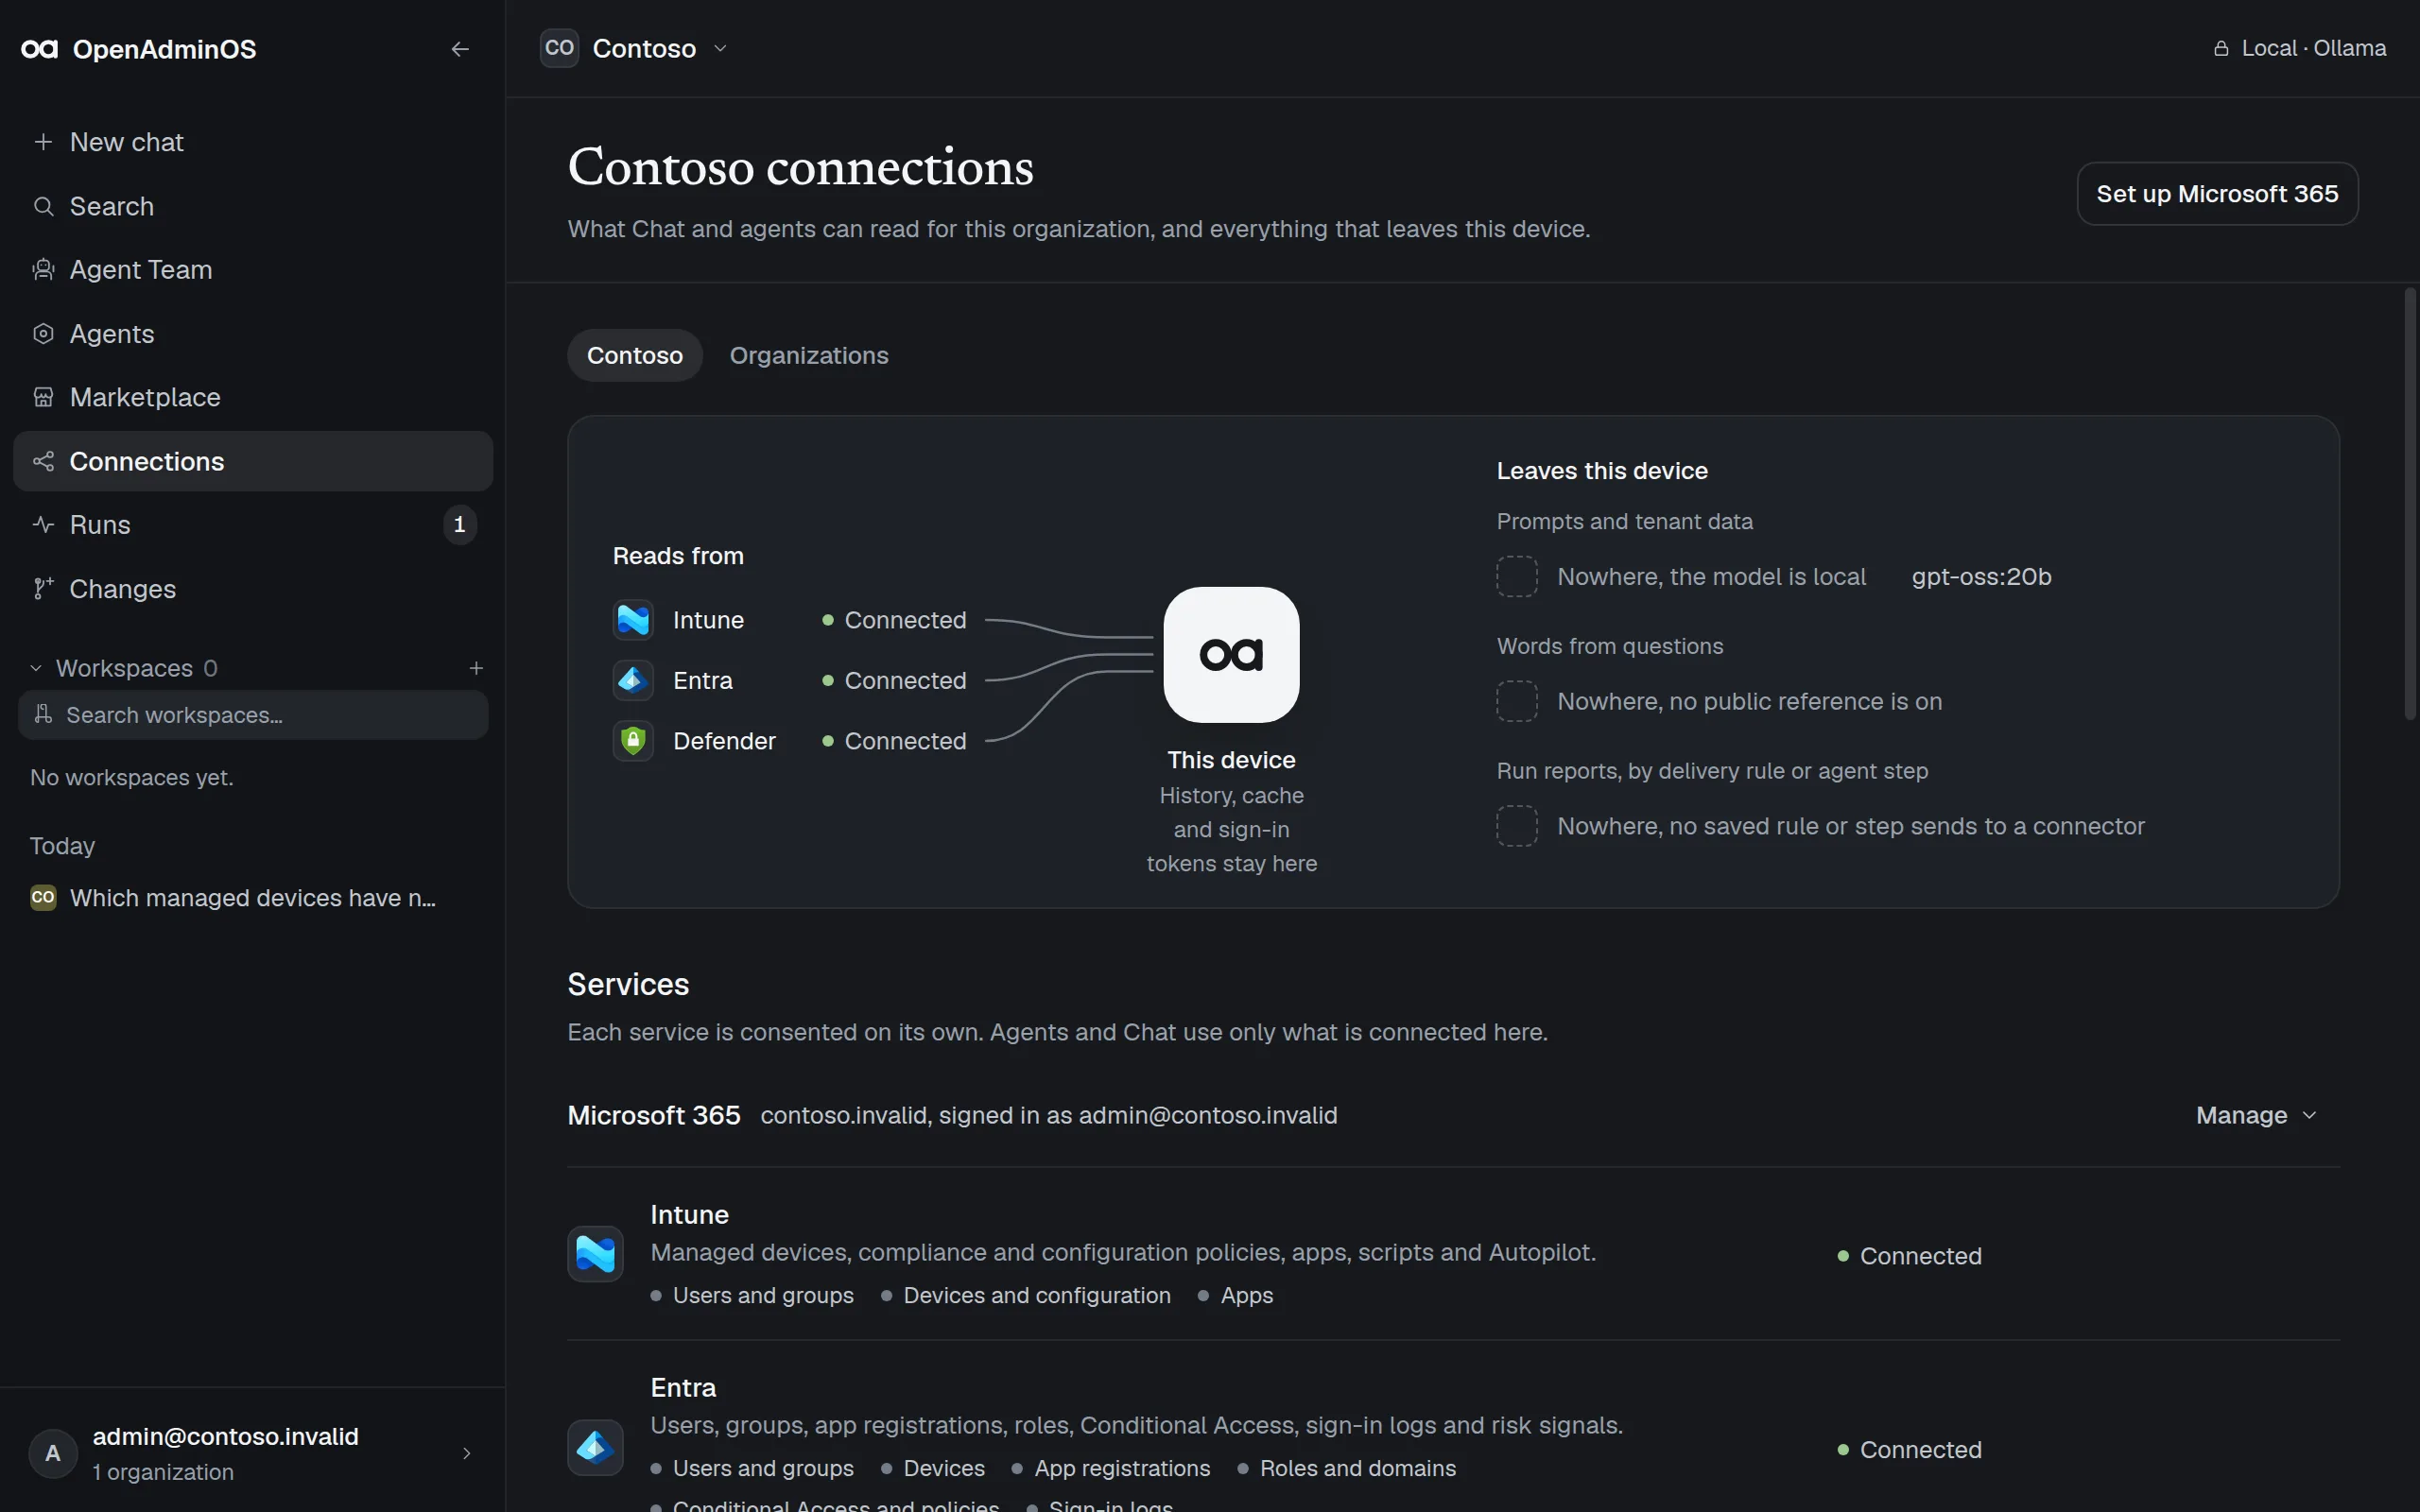 OpenAdminOS
New chat
Search
Agent Team
Agents
Marketplace
Connections
Runs 1
Changes
Workspaces 0
Search workspaces...
No workspaces yet.
Today
CO Which managed devices have n...
A admin@contoso.invalid
1 organization
CO Contoso
Local · Ollama
Contoso connections
What Chat and agents can read for this organization, and everything that leaves this device.
Set up Microsoft 365
Contoso Organizations
Reads from
Intune Connected
Entra Connected
Defender Connected
oa
This device
History, cache
and sign-in
tokens stay here
Leaves this device
Prompts and tenant data
Nowhere, the model is local gpt-oss:20b
Words from questions
Nowhere, no public reference is on
Run reports, by delivery rule or agent step
Nowhere, no saved rule or step sends to a connector
Services
Each service is consented on its own. Agents and Chat use only what is connected here.
Microsoft 365 contoso.invalid, signed in as admin@contoso.invalid Manage
Intune
Managed devices, compliance and configuration policies, apps, scripts and Autopilot.
Connected
Users and groups Devices and configuration Apps
Entra
Users, groups, app registrations, roles, Conditional Access, sign-in logs and risk signals.
Connected
Users and groups Devices App registrations Roles and domains
Conditional Access and policies Sign-in logs